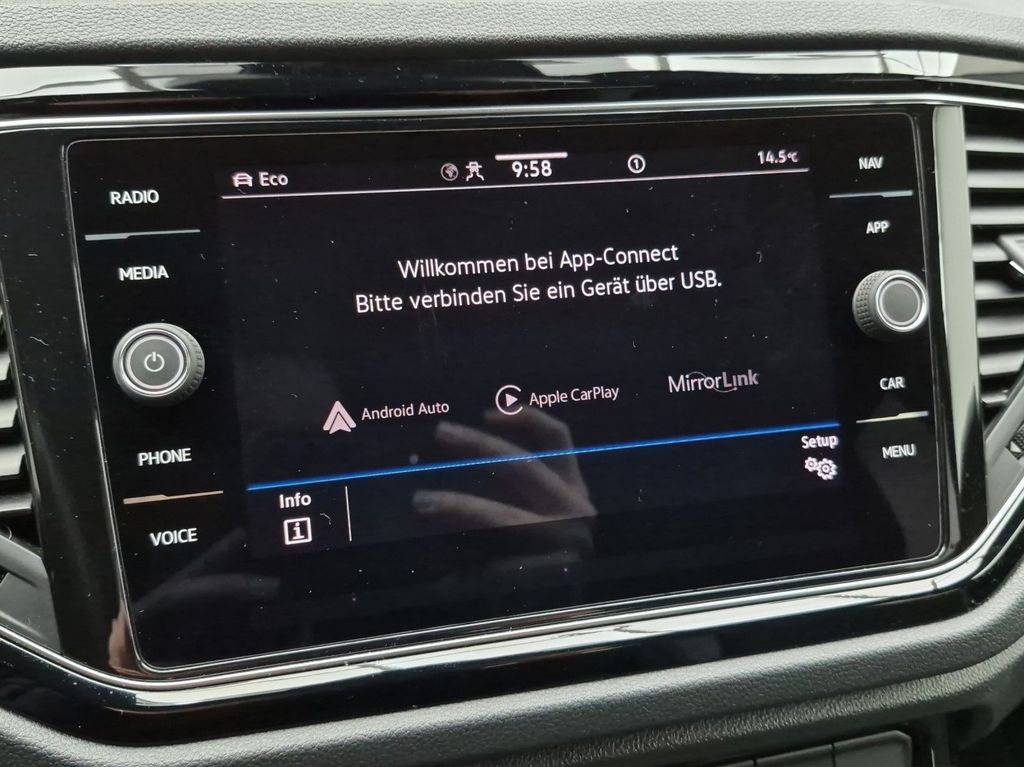 RADIO
MEDIA
PHONE
VOICE
Eco
9:58
1
14.5°C
Willkommen bei App-Connect
Bitte verbinden Sie ein Gerät über USB.
Android Auto
Apple CarPlay
MirrorLink
Info
i
Setup
NAV
APP
CAR
MENU